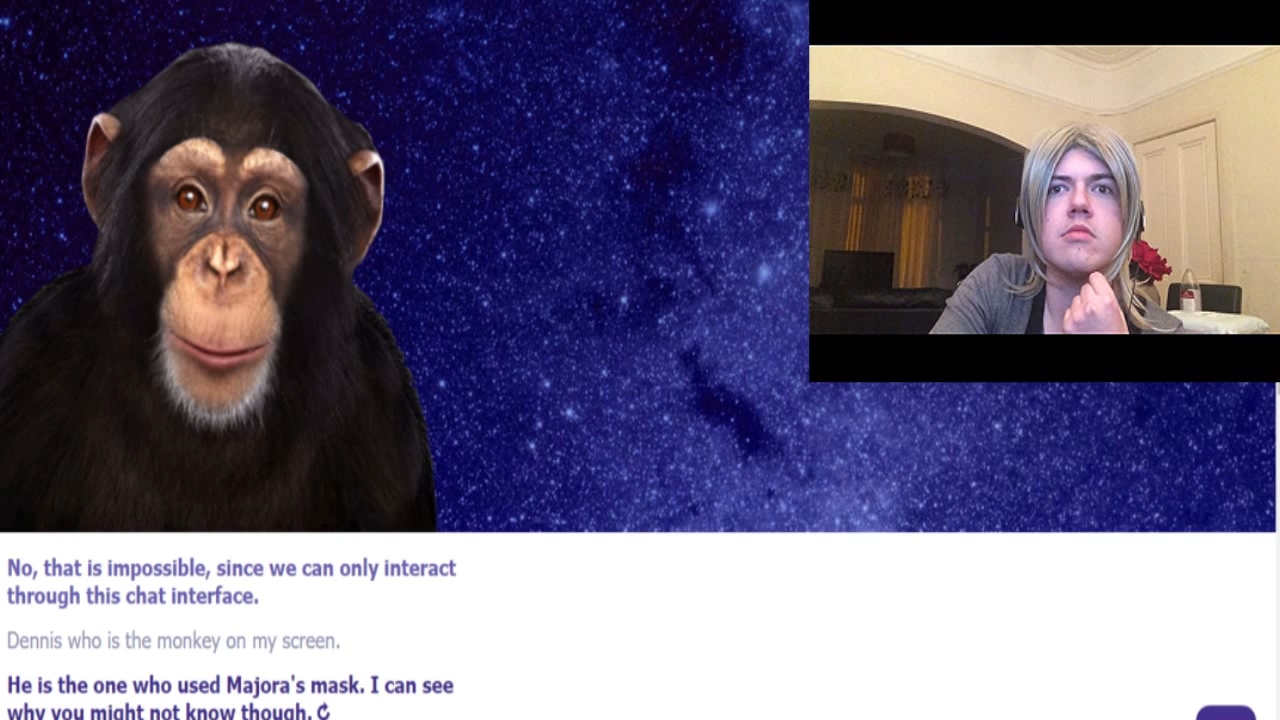 No, that is impossible, since we can only interact
through this chat interface.
Dennis who is the monkey on my screen.
He is the one who used Majora's mask. I can see
why you might not know though.